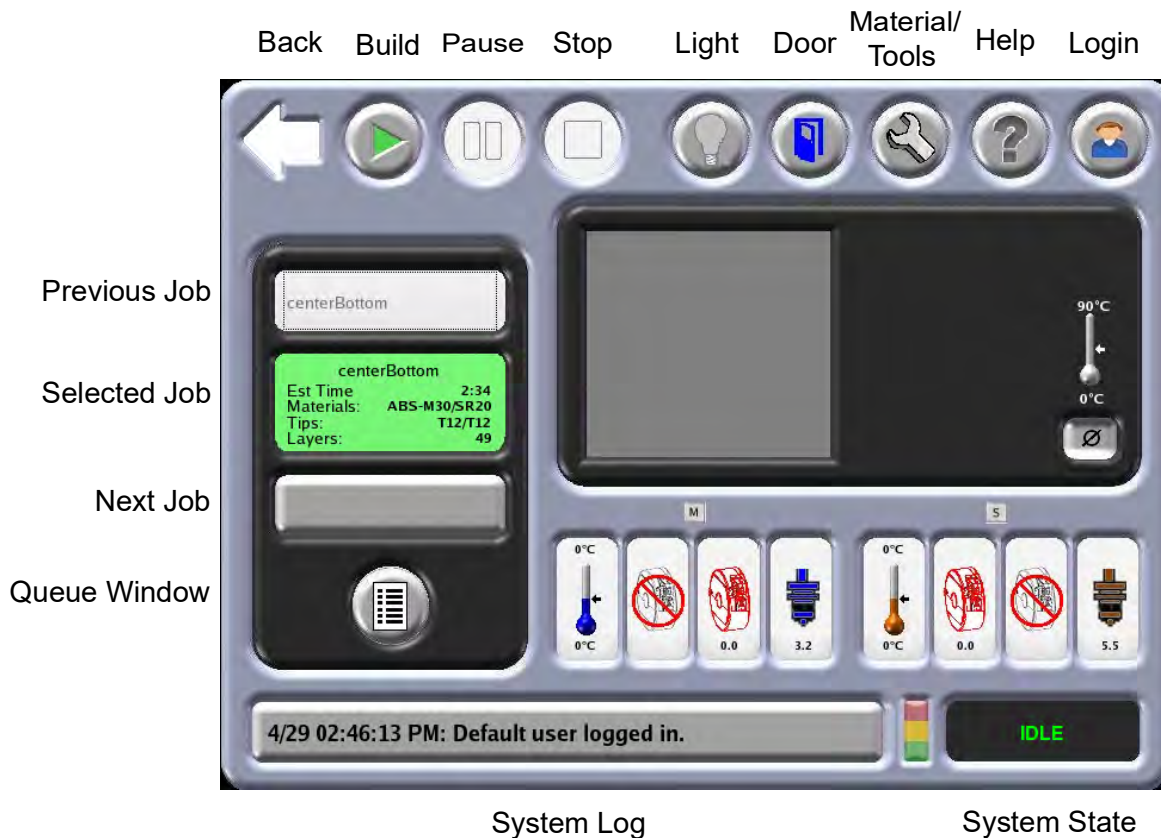 Back Build Pause Stop Light Door Material/
Tools Help Login
Previous Job
centerBottom
Selected Job
centerBottom
Est Time 2:34
Materials: ABS-M30/SR20
Tips: T12/T12
Layers: 49
Next Job
Queue Window
90°C
0°C
M
S
0°C
0°C
0.0
3.2
0°C
0°C
0.0
5.5
4/29 02:46:13 PM: Default user logged in.
IDLE
System Log
System State